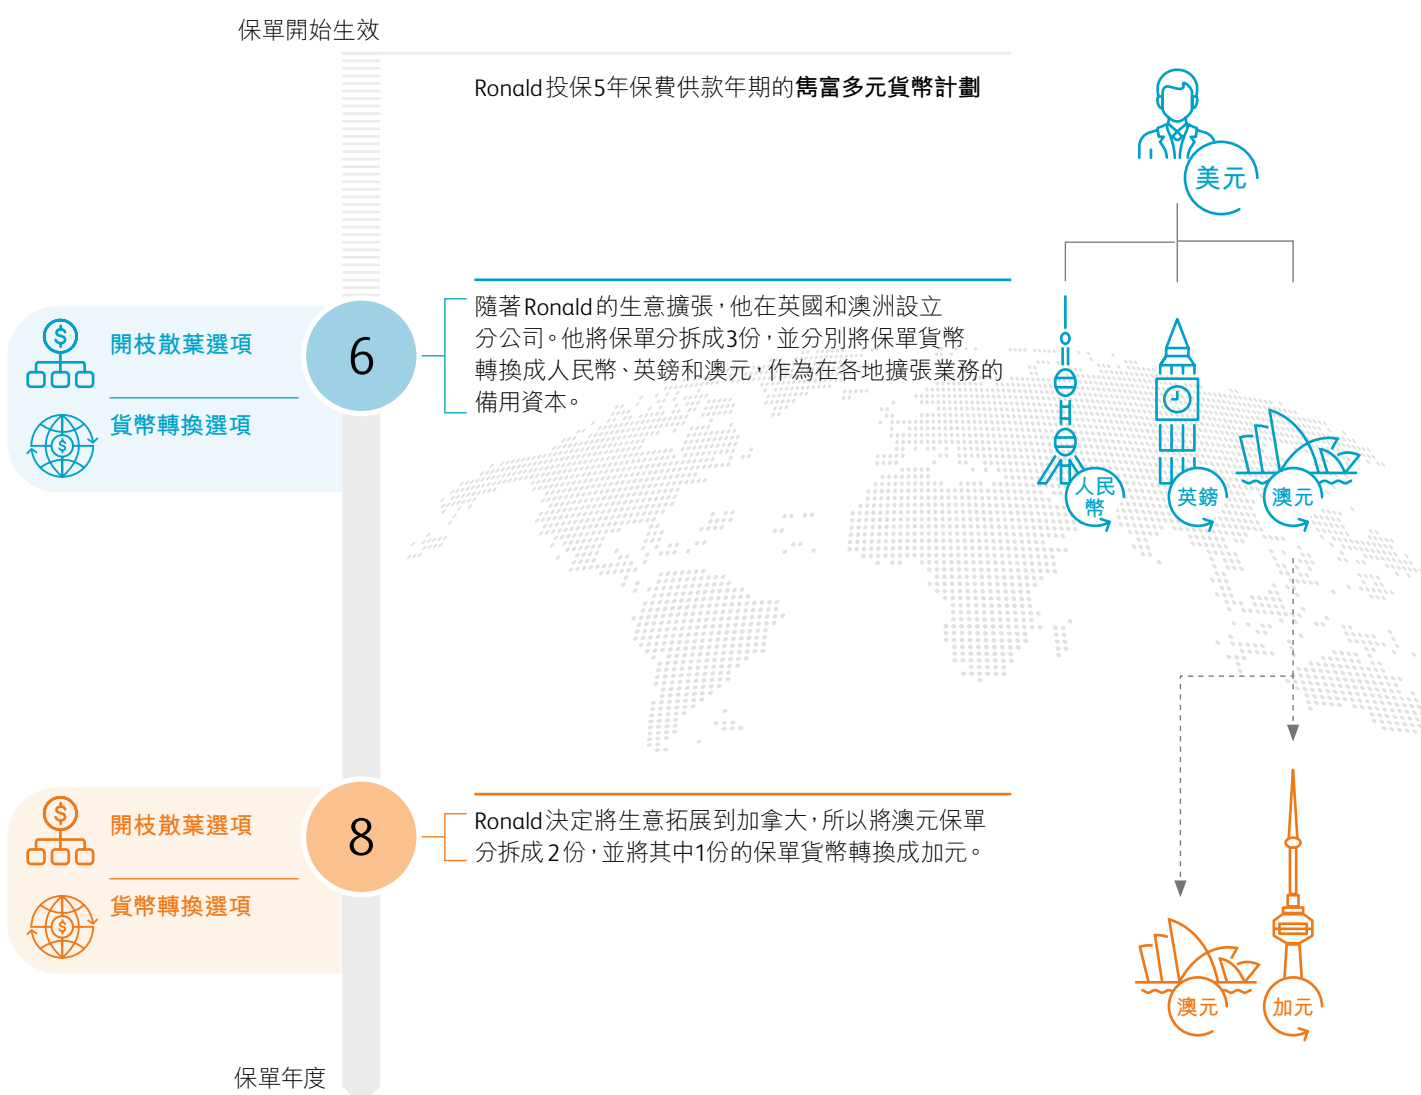 保單開始生效
Ronald投保5年保費供款年期的雋富多元貨幣計劃
美元
隨著Ronald的生意擴張，他在英國和澳洲設立
分公司。他將保單分拆成3份，並分別將保單貨幣
轉換成人民幣、英鎊和澳元，作為在各地擴張業務的
備用資本。
6
開枝散葉選項
貨幣轉換選項
人民
幣
英鎊
澳元
Ronald決定將生意拓展到加拿大，所以將澳元保單
分拆成2份，並將其中1份的保單貨幣轉換成加元。
8
開枝散葉選項
貨幣轉換選項
澳元
加元
保單年度